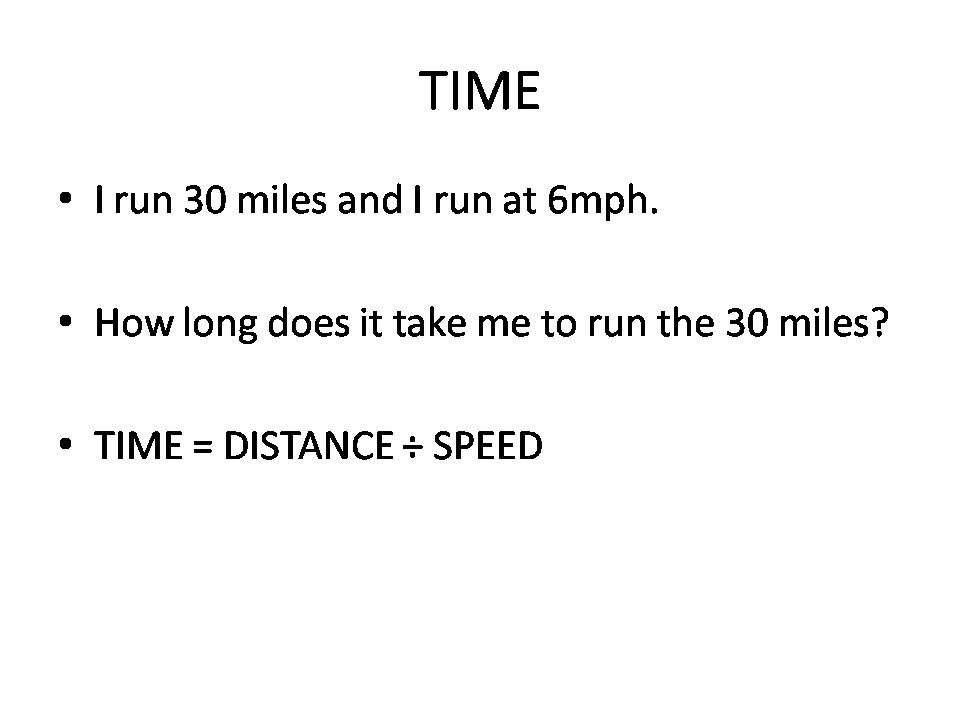 TIME
• I run 30 miles and I run at 6mph.
• How long does it take me to run the 30 miles?
• TIME = DISTANCE ÷ SPEED